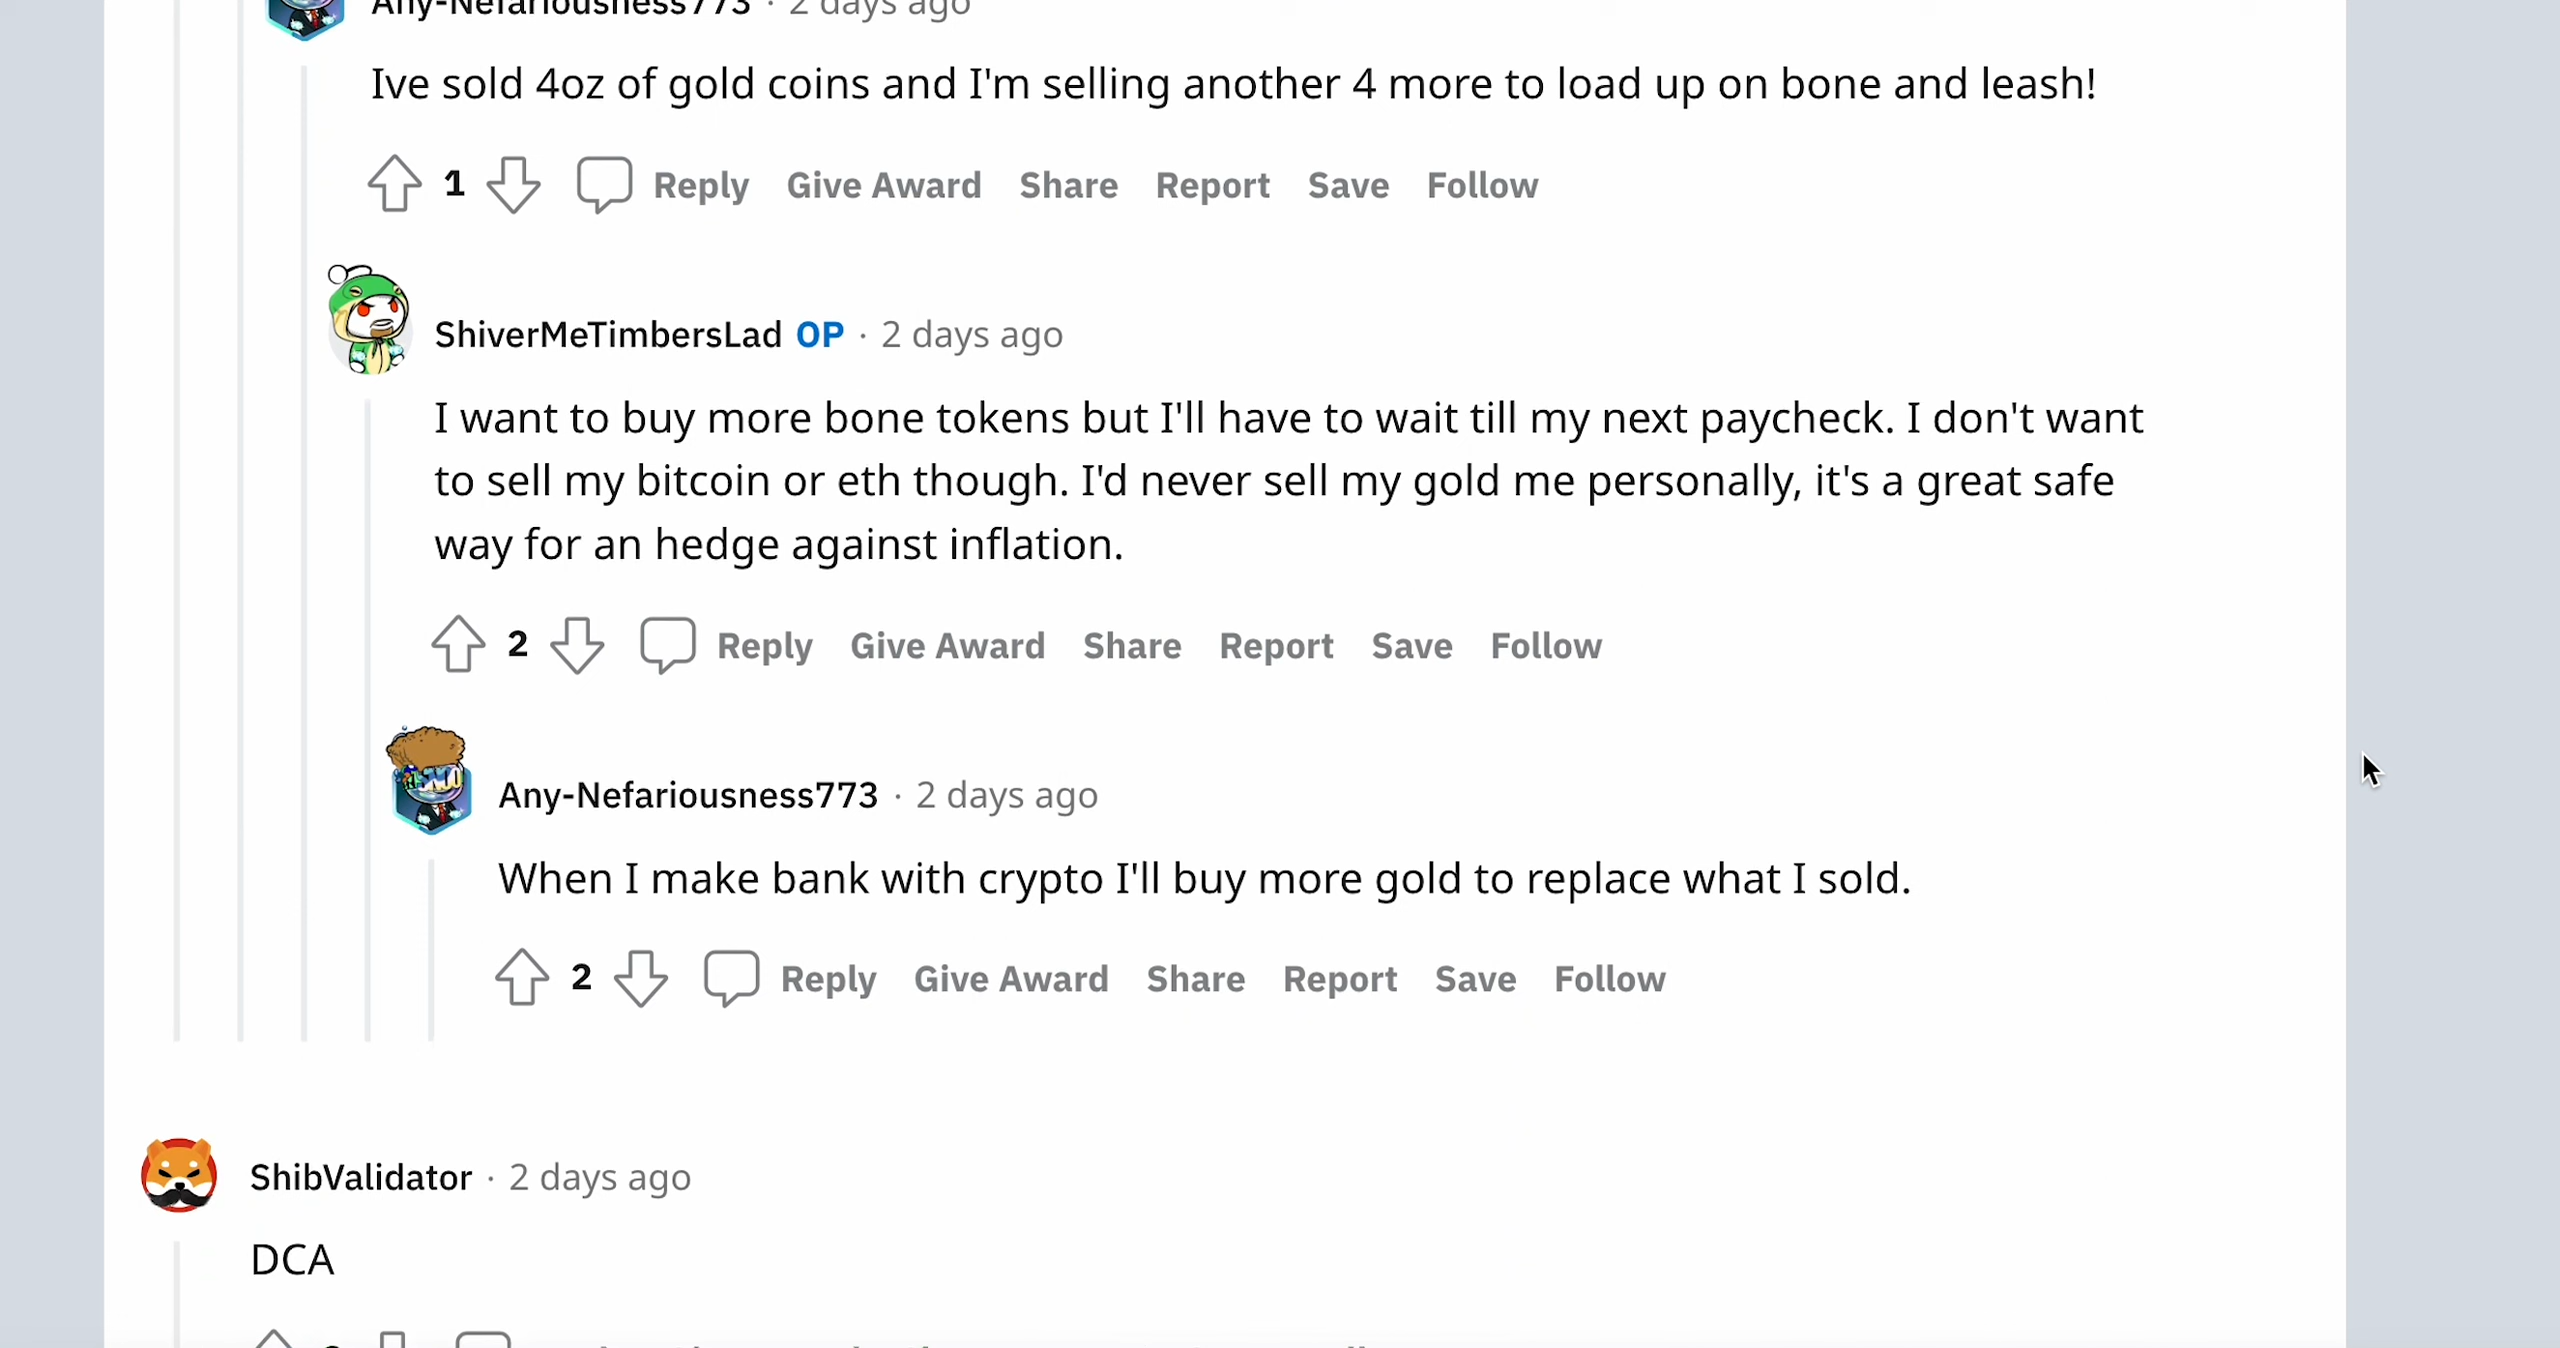 Any-Nefariousness773 · 2 days ago
Ive sold 4oz of gold coins and I'm selling another 4 more to load up on bone and leash!
1 Reply Give Award Share Report Save Follow
ShiverMeTimbersLad OP · 2 days ago
I want to buy more bone tokens but I'll have to wait till my next paycheck. I don't want
to sell my bitcoin or eth though. I'd never sell my gold me personally, it's a great safe
way for an hedge against inflation.
2 Reply Give Award Share Report Save Follow
Any-Nefariousness773 · 2 days ago
When I make bank with crypto I'll buy more gold to replace what I sold.
2 Reply Give Award Share Report Save Follow
ShibValidator · 2 days ago
DCA